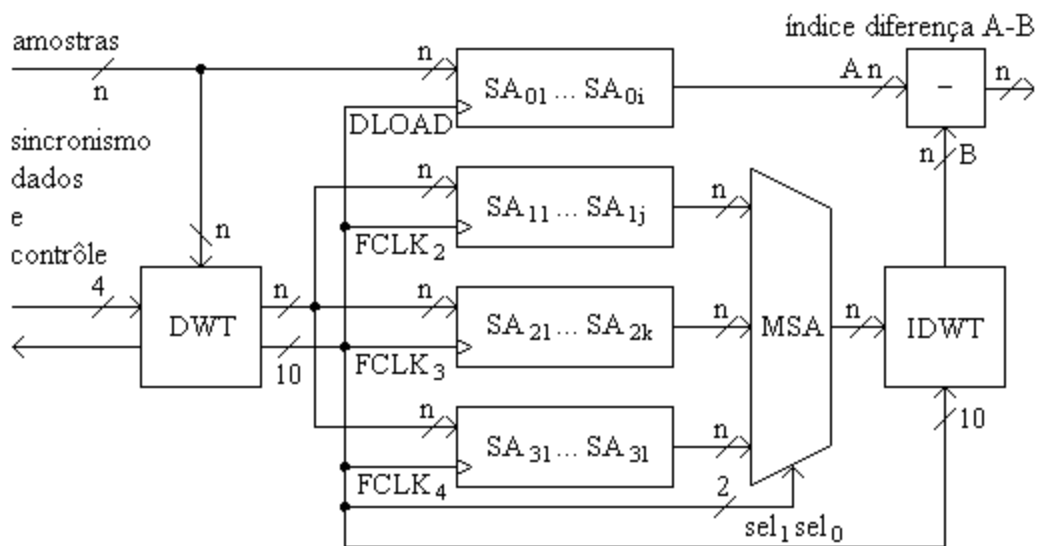 índice diferença A-B
amostras
n
n
SA01 ... SA0i
A n
−
n
DLOAD
n B
sincronismo
dados
e
contrôle
n
n
SA11 ... SA1j
n
FCLK2
4
DWT
n
10
n
SA21 ... SA2k
n
FCLK3
MSA
n
IDWT
10
n
SA31 ... SA3l
n
FCLK4
2
sel1 sel0